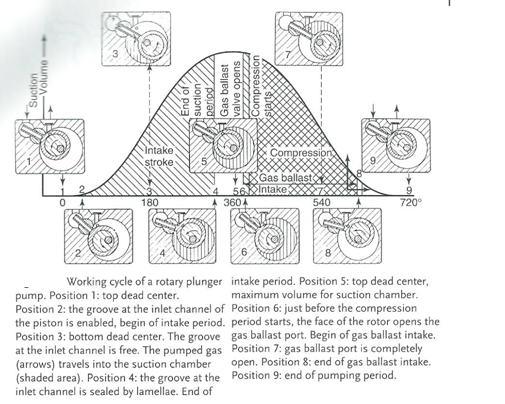 3
7
Suction
Volume
End of
suction
period
Gas ballast
valve opens
Compression
starts
1
5
9
Intake
stroke
Compression
Gas ballast
Intake
8
1
2
3
4
5
6
7
9
0
180
360
540
720°
2
4
6
8
Working cycle of a rotary plunger
pump. Position 1: top dead center.
Position 2: the groove at the inlet channel of
the piston is enabled, begin of intake period.
Position 3: bottom dead center. The groove
at the inlet channel is free. The pumped gas
(arrows) travels into the suction chamber
(shaded area). Position 4: the groove at the
inlet channel is sealed by lamellae. End of
intake period. Position 5: top dead center,
maximum volume for suction chamber.
Position 6: just before the compression
period starts, the face of the rotor opens the
gas ballast port. Begin of gas ballast intake.
Position 7: gas ballast port is completely
open. Position 8: end of gas ballast intake.
Position 9: end of pumping period.